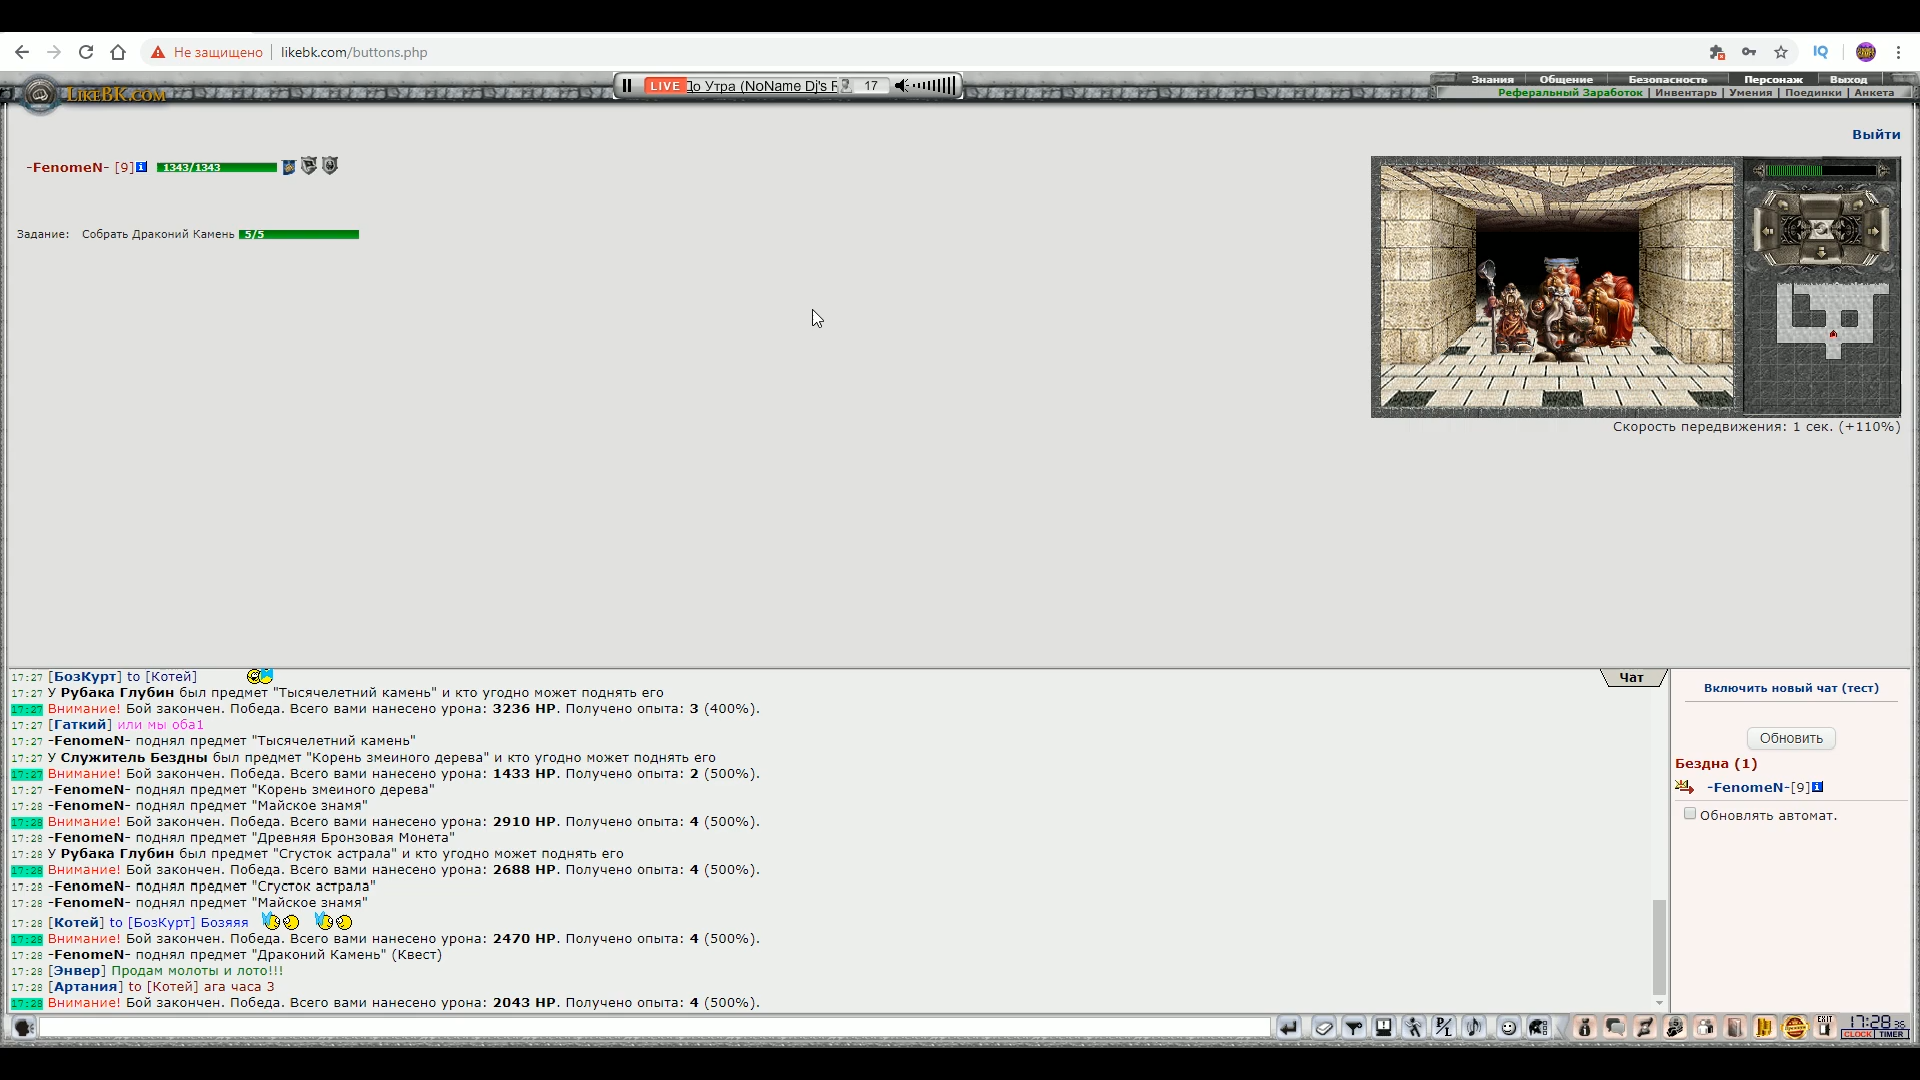 Не защищено likebk.com/buttons.php
LIKEBK.COM
LIVE До Утра (NoName Dj's R 17
Знания Общение Безопасность Персонаж Выход
Реферальный Заработок | Инвентарь | Умения | Поединки | Анкета
Выйти
-FenomeN- [9] 1343/1343
Задание: Собрать Драконий Камень 5/5
Скорость передвижения: 1 сек. (+110%)
17:27 [БозКурт] to [Котей]
17:27 У Рубака Глубин был предмет "Тысячелетний камень" и кто угодно может поднять его
17:27 Внимание! Бой закончен. Победа. Всего вами нанесено урона: 3236 HP. Получено опыта: 3 (400%).
17:27 [Гаткий] или мы оба1
17:27 -FenomeN- поднял предмет "Тысячелетний камень"
17:27 У Служитель Бездны был предмет "Корень змеиного дерева" и кто угодно может поднять его
17:27 Внимание! Бой закончен. Победа. Всего вами нанесено урона: 1433 HP. Получено опыта: 2 (500%).
17:27 -FenomeN- поднял предмет "Корень змеиного дерева"
17:28 -FenomeN- поднял предмет "Майское знамя"
17:28 Внимание! Бой закончен. Победа. Всего вами нанесено урона: 2910 HP. Получено опыта: 4 (500%).
17:28 -FenomeN- поднял предмет "Древняя Бронзовая Монета"
17:28 У Рубака Глубин был предмет "Сгусток астрала" и кто угодно может поднять его
17:28 Внимание! Бой закончен. Победа. Всего вами нанесено урона: 2688 HP. Получено опыта: 4 (500%).
17:28 -FenomeN- поднял предмет "Сгусток астрала"
17:28 -FenomeN- поднял предмет "Майское знамя"
17:28 [Котей] to [БозКурт] Бозяяя
17:28 Внимание! Бой закончен. Победа. Всего вами нанесено урона: 2470 HP. Получено опыта: 4 (500%).
17:28 -FenomeN- поднял предмет "Драконий Камень" (Квест)
17:28 [Энвер] Продам молоты и лото!!!
17:28 [Артания] to [Котей] ага часа 3
17:28 Внимание! Бой закончен. Победа. Всего вами нанесено урона: 2043 HP. Получено опыта: 4 (500%).
Чат
Включить новый чат (тест)
Обновить
Бездна (1)
-FenomeN-[9]
Обновлять автомат.
P/L
EXIT
17:28 36
CLOCK TIMER